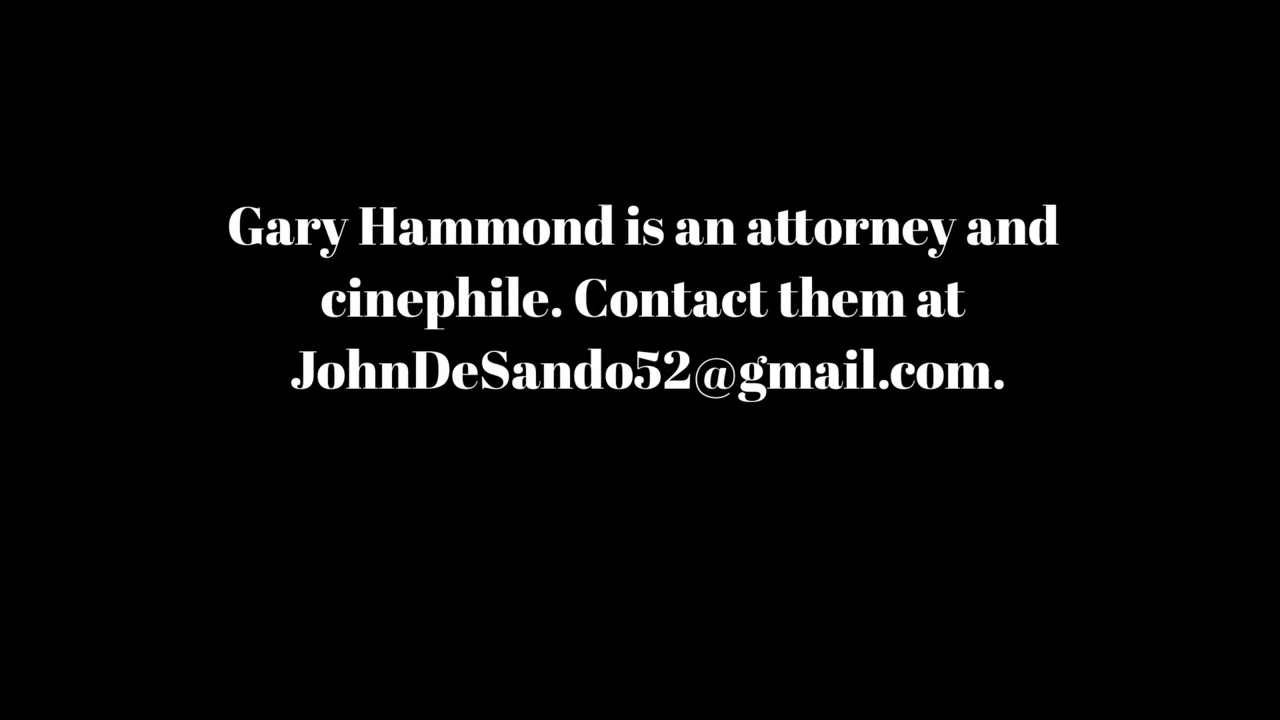 Gary Hammond is an attorney and
cinephile. Contact them at
JohnDeSando52@gmail.com.